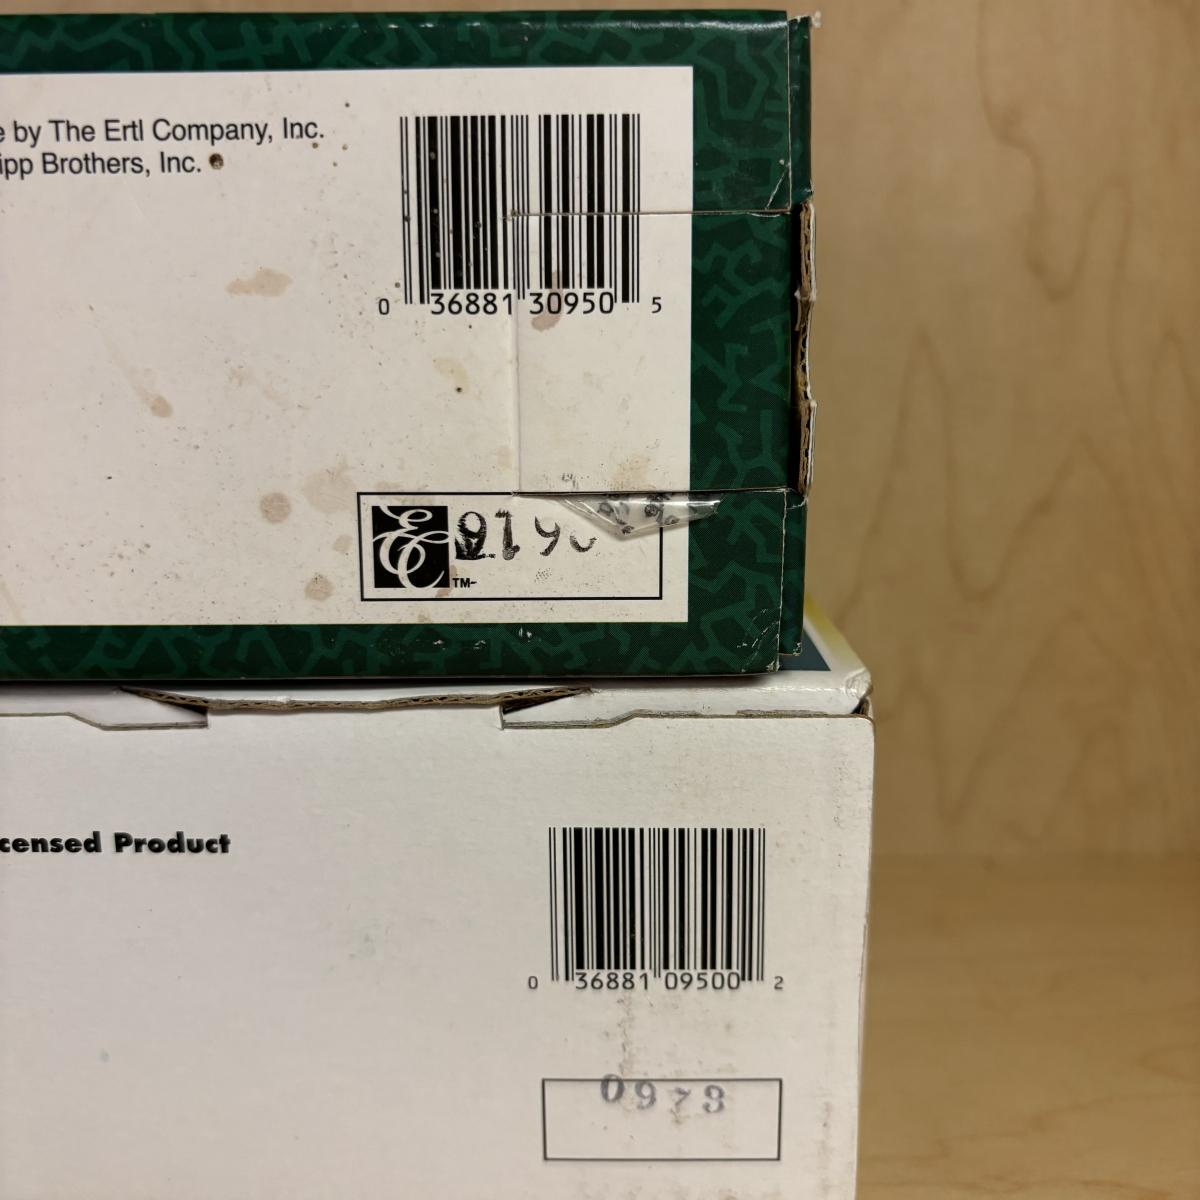 e by The Ertl Company, Inc.
ipp Brothers, Inc.
0 36881 30950 5
TM
censed Product
0 36881 09500 2
0973